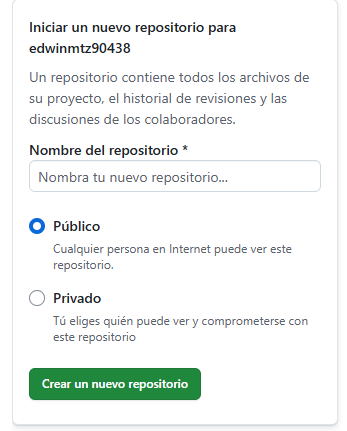 Iniciar un nuevo repositorio para
edwinmtz90438
Un repositorio contiene todos los archivos de
su proyecto, el historial de revisiones y las
discusiones de los colaboradores.
Nombre del repositorio *
Nombra tu nuevo repositorio...
Público
Cualquier persona en Internet puede ver este
repositorio.
Privado
Tú eliges quién puede ver y comprometerse con
este repositorio
Crear un nuevo repositorio